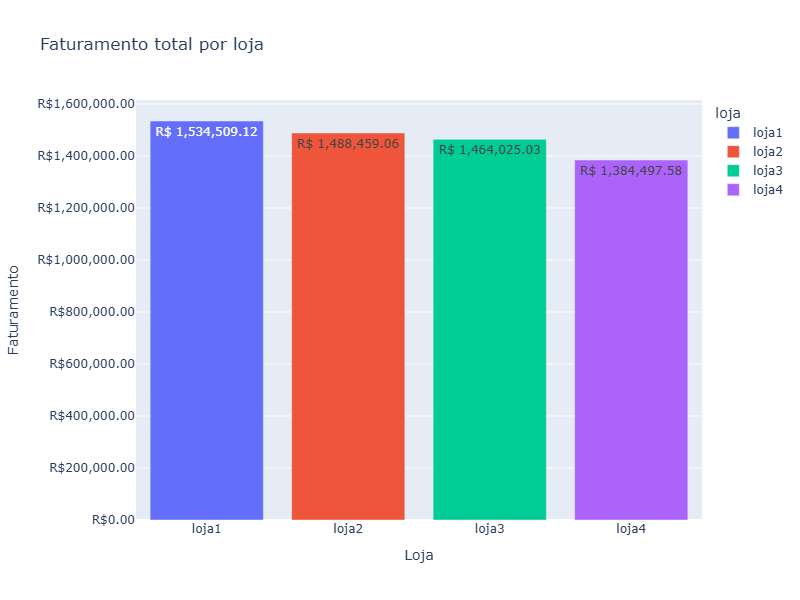 Faturamento total por loja
Faturamento
R$1,600,000.00
R$1,400,000.00
R$1,200,000.00
R$1,000,000.00
R$800,000.00
R$600,000.00
R$400,000.00
R$200,000.00
R$0.00
R$ 1,534,509.12
R$ 1,488,459.06
R$ 1,464,025.03
R$ 1,384,497.58
loja1
loja2
loja3
loja4
Loja
loja
loja1
loja2
loja3
loja4